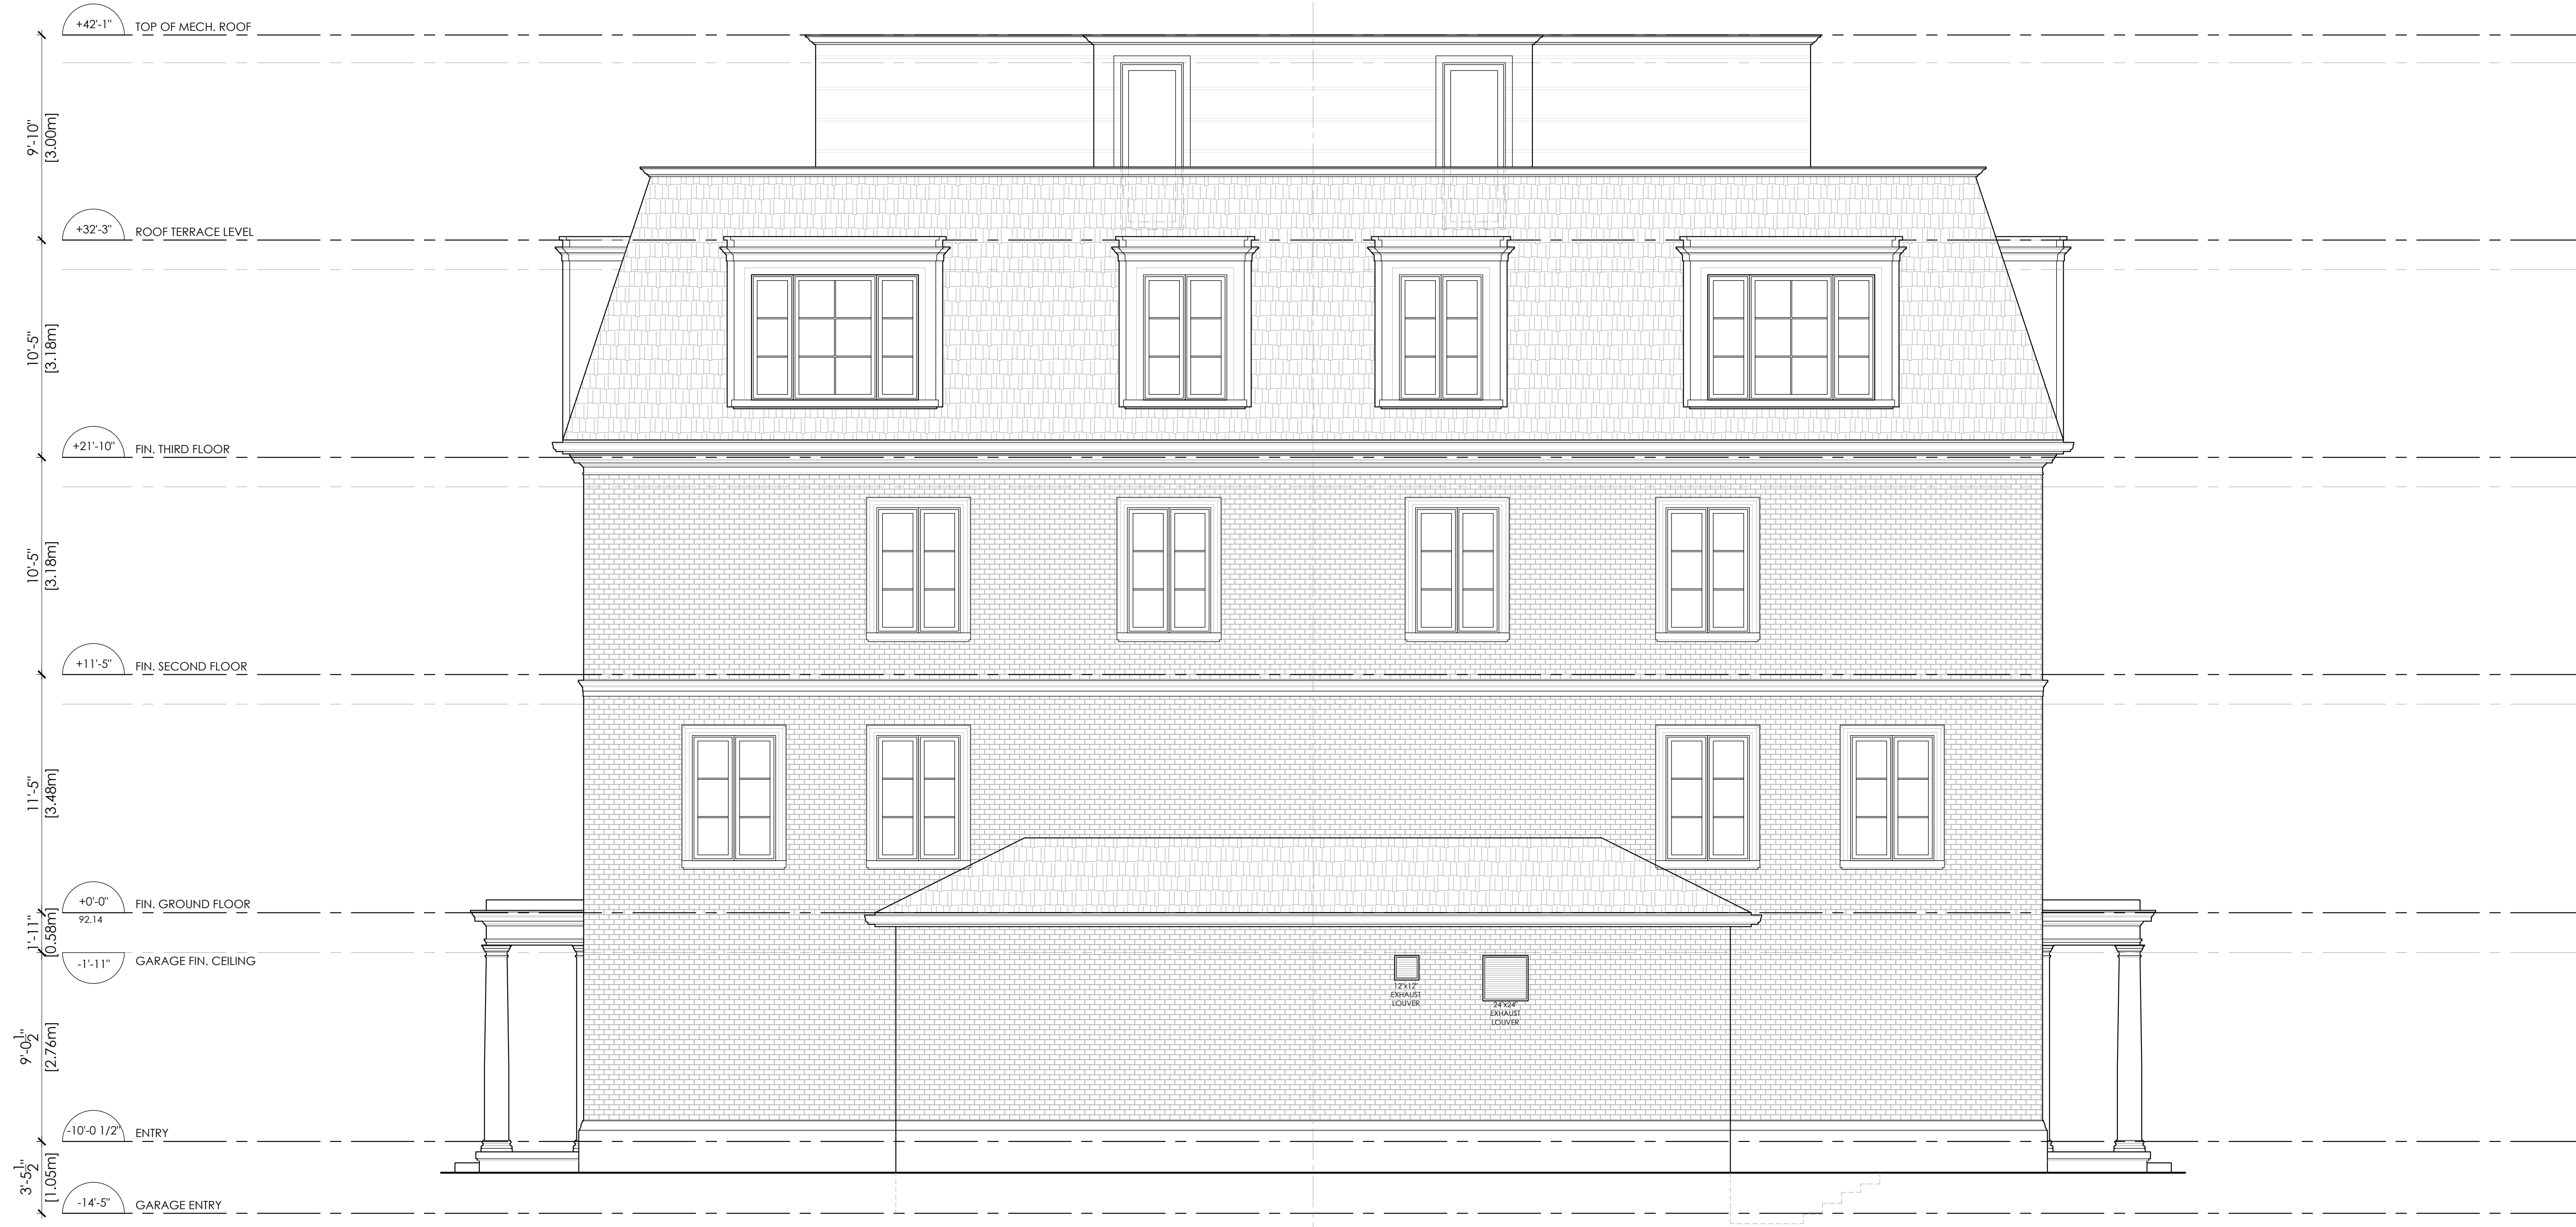 +42'-1" TOP OF MECH. ROOF
9'-10"
[3.00m]
+32'-3" ROOF TERRACE LEVEL
10'-5"
[3.18m]
+21'-10" FIN. THIRD FLOOR
10'-5"
[3.18m]
+11'-5" FIN. SECOND FLOOR
11'-5"
[3.48m]
+0'-0" FIN. GROUND FLOOR
92.14
1'-11"
[0.58m]
-1'-11" GARAGE FIN. CEILING
12"x12"
EXHAUST
LOUVER
24"x24"
EXHAUST
LOUVER
9'-0 1/2"
[2.76m]
-10'-0 1/2" ENTRY
3'-5 1/2"
[1.05m]
-14'-5" GARAGE ENTRY